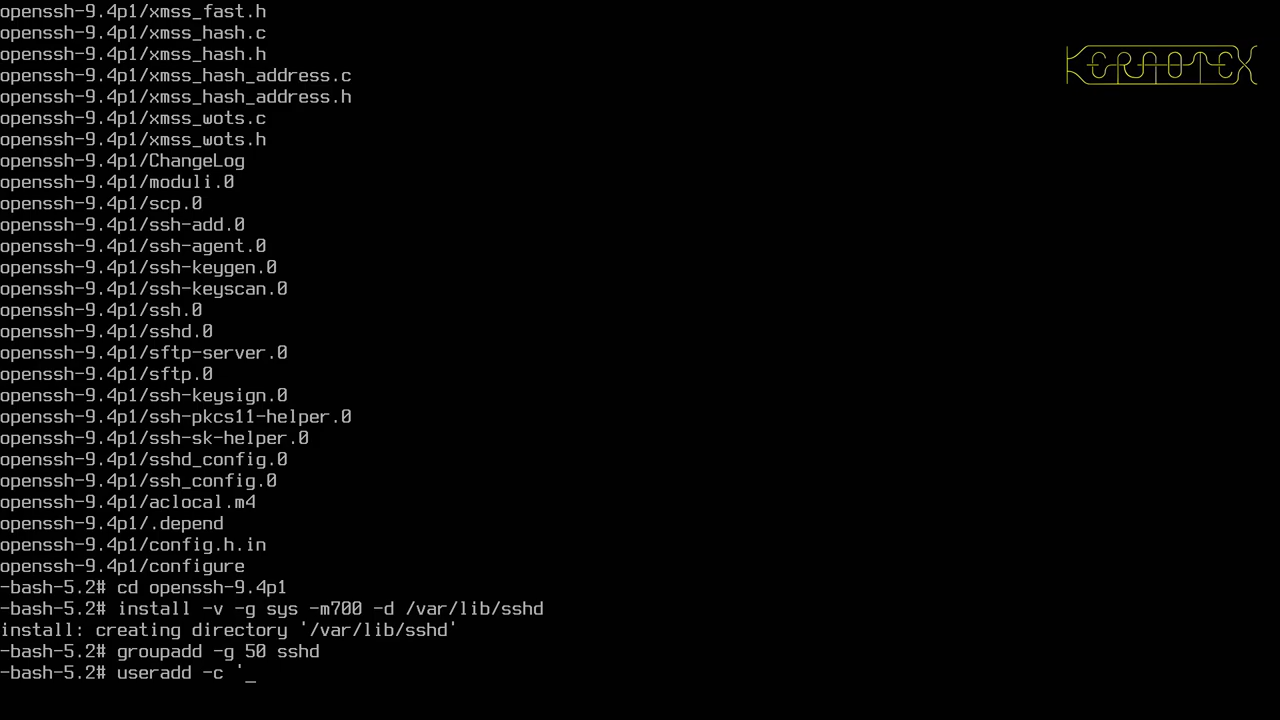 openssh-9.4p1/xmss_fast.h
openssh-9.4p1/xmss_hash.c
openssh-9.4p1/xmss_hash.h
openssh-9.4p1/xmss_hash_address.c
openssh-9.4p1/xmss_hash_address.h
openssh-9.4p1/xmss_wots.c
openssh-9.4p1/xmss_wots.h
openssh-9.4p1/ChangeLog
openssh-9.4p1/moduli.0
openssh-9.4p1/scp.0
openssh-9.4p1/ssh-add.0
openssh-9.4p1/ssh-agent.0
openssh-9.4p1/ssh-keygen.0
openssh-9.4p1/ssh-keyscan.0
openssh-9.4p1/ssh.0
openssh-9.4p1/sshd.0
openssh-9.4p1/sftp-server.0
openssh-9.4p1/sftp.0
openssh-9.4p1/ssh-keysign.0
openssh-9.4p1/ssh-pkcs11-helper.0
openssh-9.4p1/ssh-sk-helper.0
openssh-9.4p1/sshd_config.0
openssh-9.4p1/ssh_config.0
openssh-9.4p1/aclocal.m4
openssh-9.4p1/.depend
openssh-9.4p1/config.h.in
openssh-9.4p1/configure
-bash-5.2# cd openssh-9.4p1
-bash-5.2# install -v -g sys -m700 -d /var/lib/sshd
install: creating directory '/var/lib/sshd'
-bash-5.2# groupadd -g 50 sshd
-bash-5.2# useradd -c '_